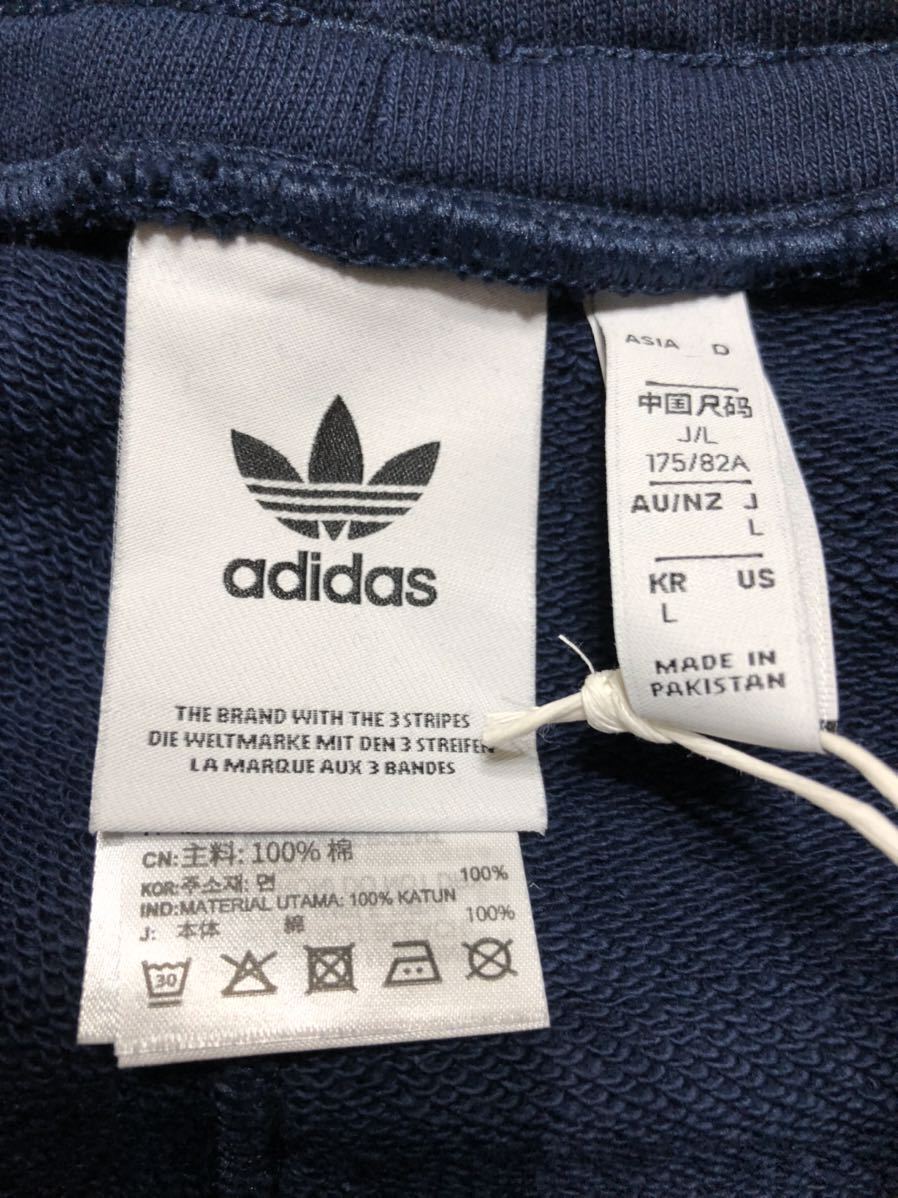 adidas
THE BRAND WITH THE 3 STRIPES
DIE WELTMARKE MIT DEN 3 STREIFEN
LA MARQUE AUX 3 BANDES
CN:主料: 100% 棉
KOR:주소재: 면 100%
IND:MATERIAL UTAMA: 100% KATUN
J: 本体 綿 100%
30
ASIA D
中国尺码
J/L
175/82A
AU/NZ J
L
KR US
L
MADE IN
PAKISTAN